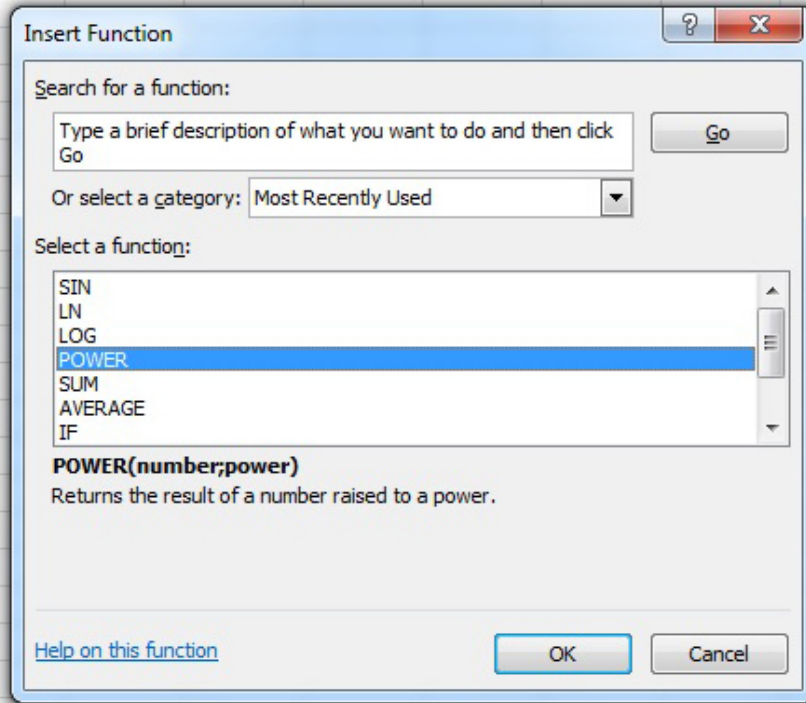 Insert Function
Search for a function:
Type a brief description of what you want to do and then click
Go
Go
Or select a category: Most Recently Used
Select a function:
SIN
LN
LOG
POWER
SUM
AVERAGE
IF
POWER(number;power)
Returns the result of a number raised to a power.
Help on this function
OK
Cancel